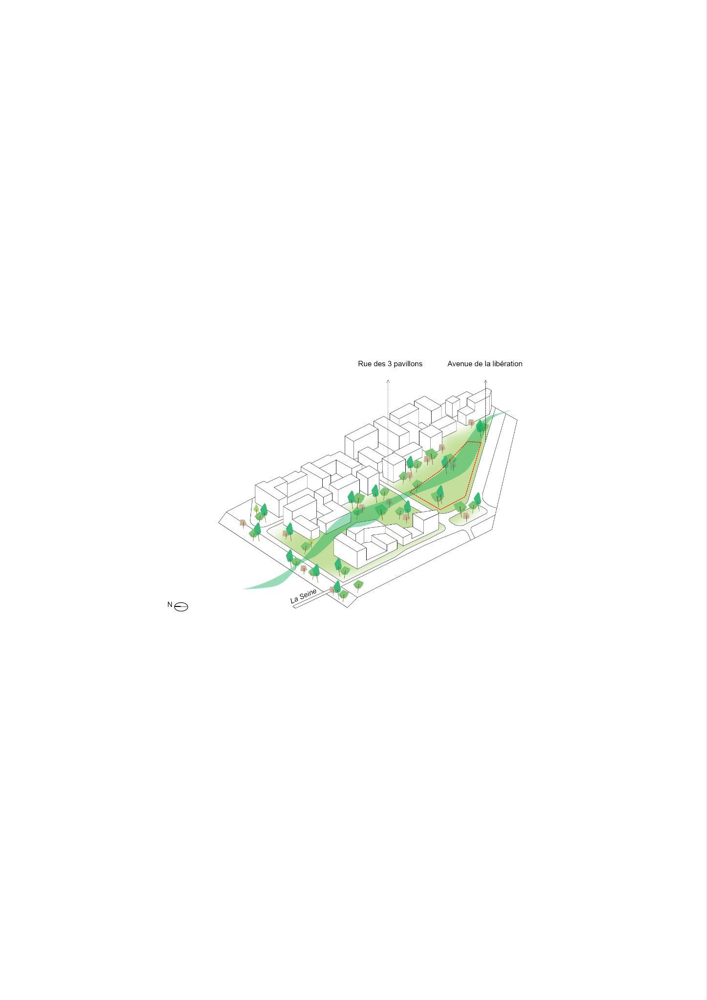 Rue des 3 pavillons
Avenue de la libération
La Seine
N